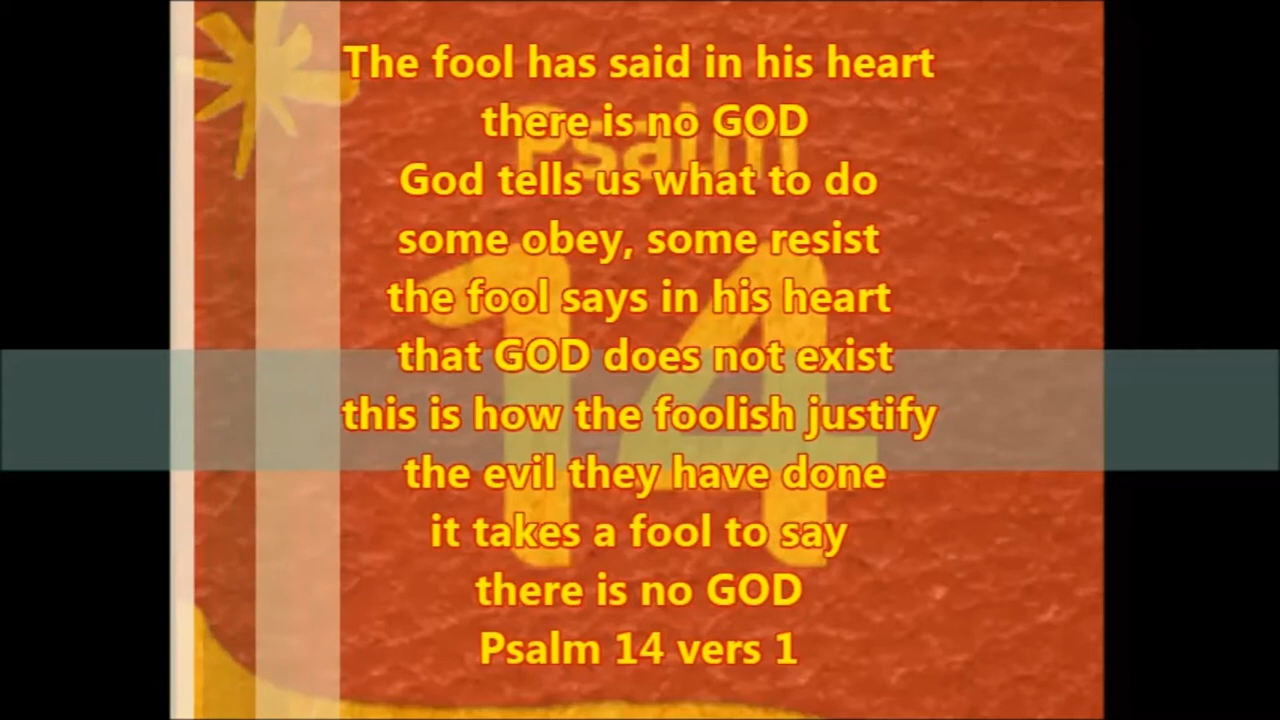 The fool has said in his heart
there is no GOD
Psalm
God tells us what to do
some obey, some resist
14
the fool says in his heart
that GOD does not exist
this is how the foolish justify
the evil they have done
it takes a fool to say
there is no GOD
Psalm 14 vers 1